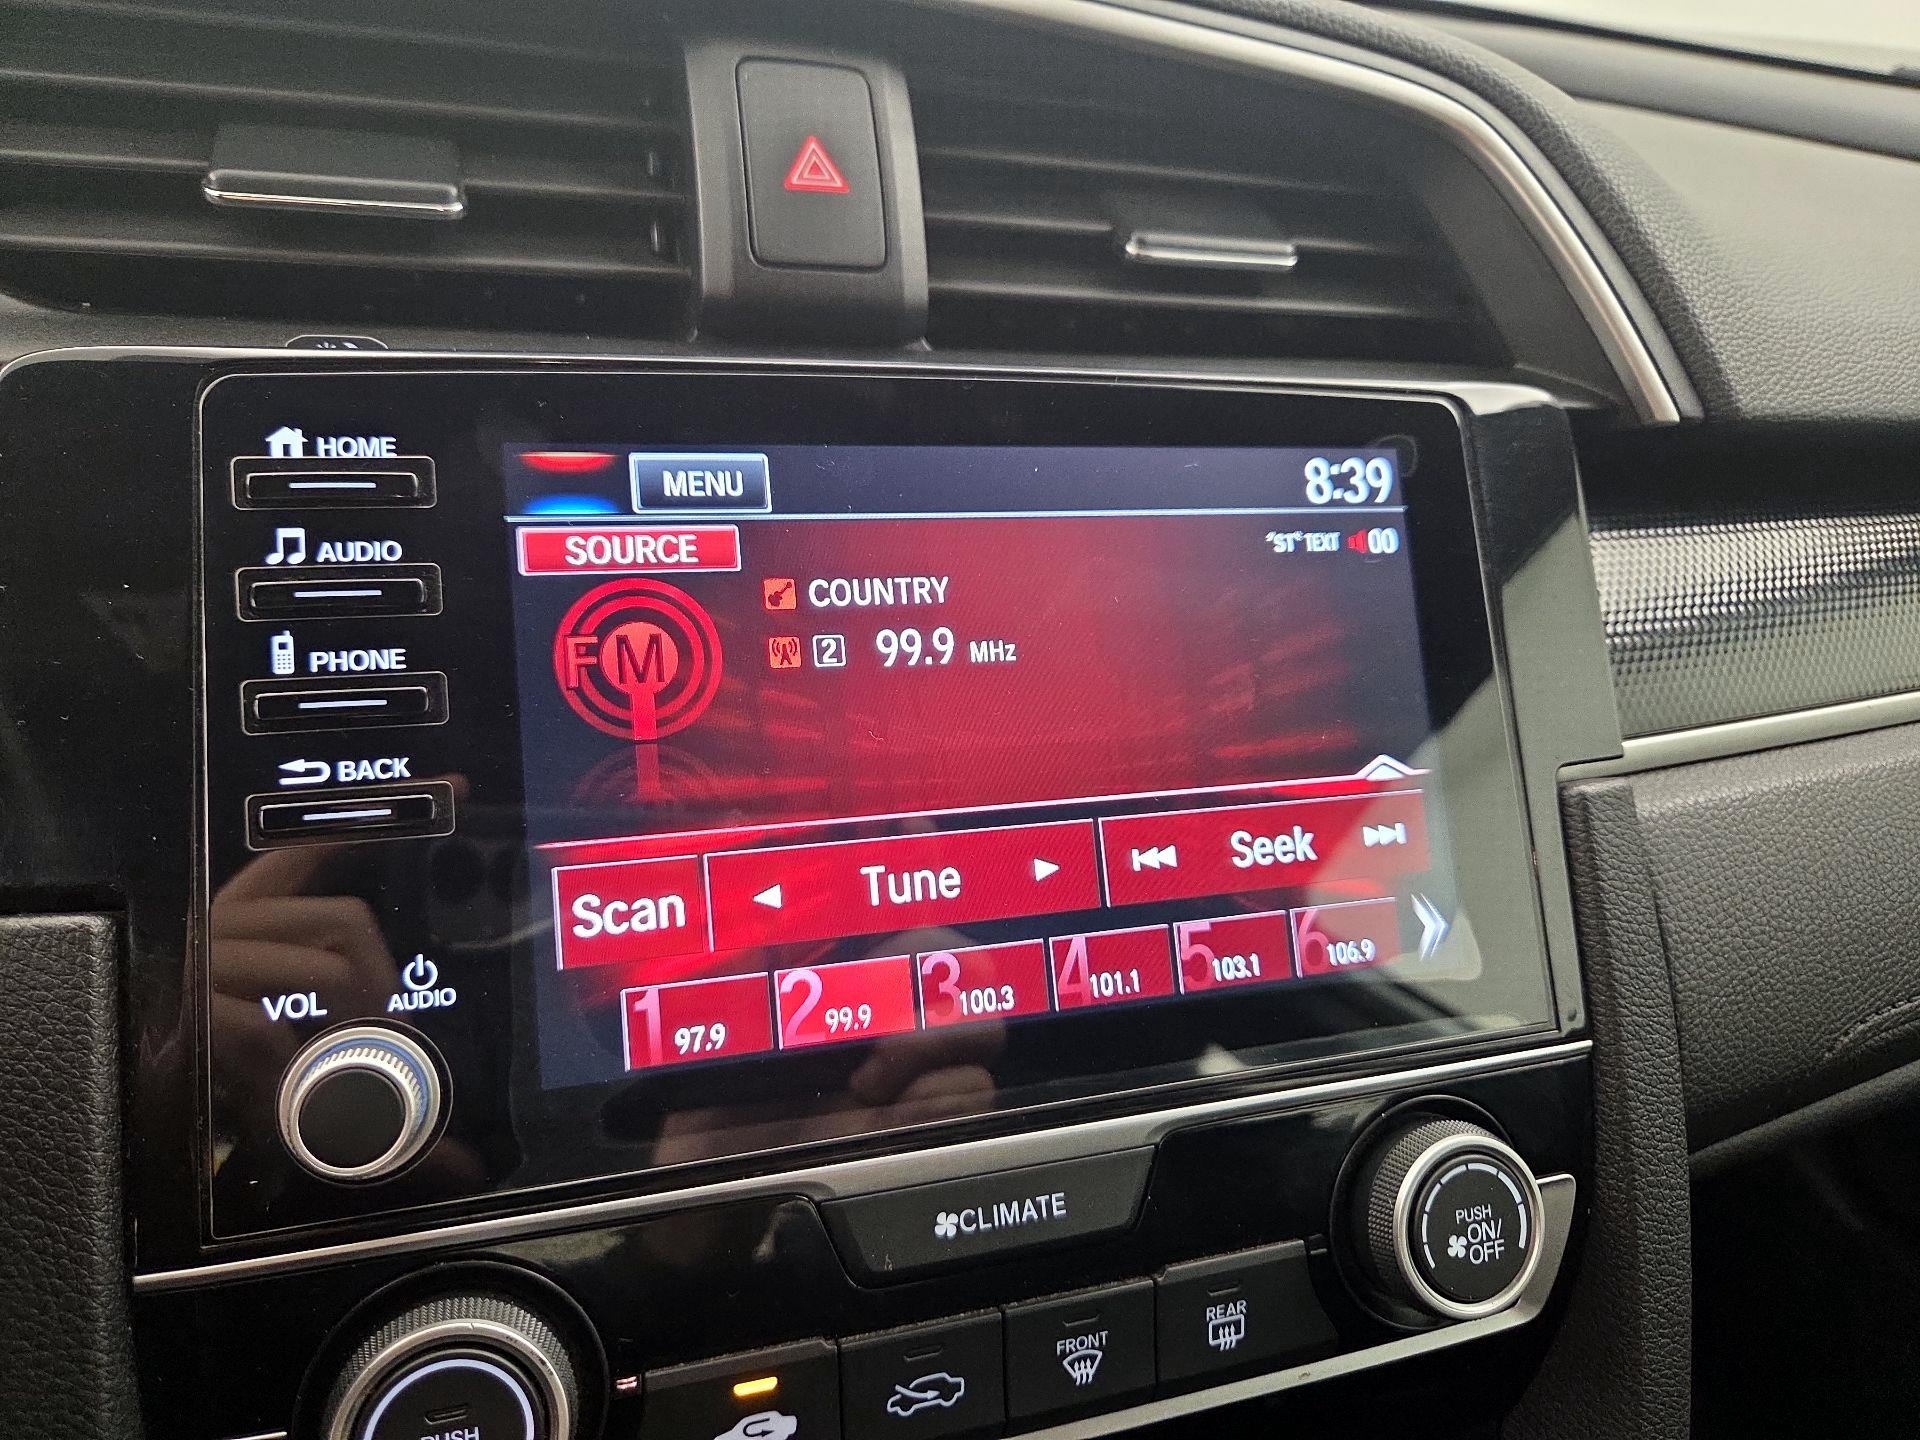 HOME
AUDIO
PHONE
BACK
VOL
AUDIO
MENU
8:39
SOURCE
"ST" TEXT 00
FM
COUNTRY
2 99.9 MHz
Scan
Tune
Seek
1 97.9
2 99.9
3 100.3
4 101.1
5 103.1
6 106.9
CLIMATE
PUSH
ON/
OFF
FRONT
REAR
PUSH